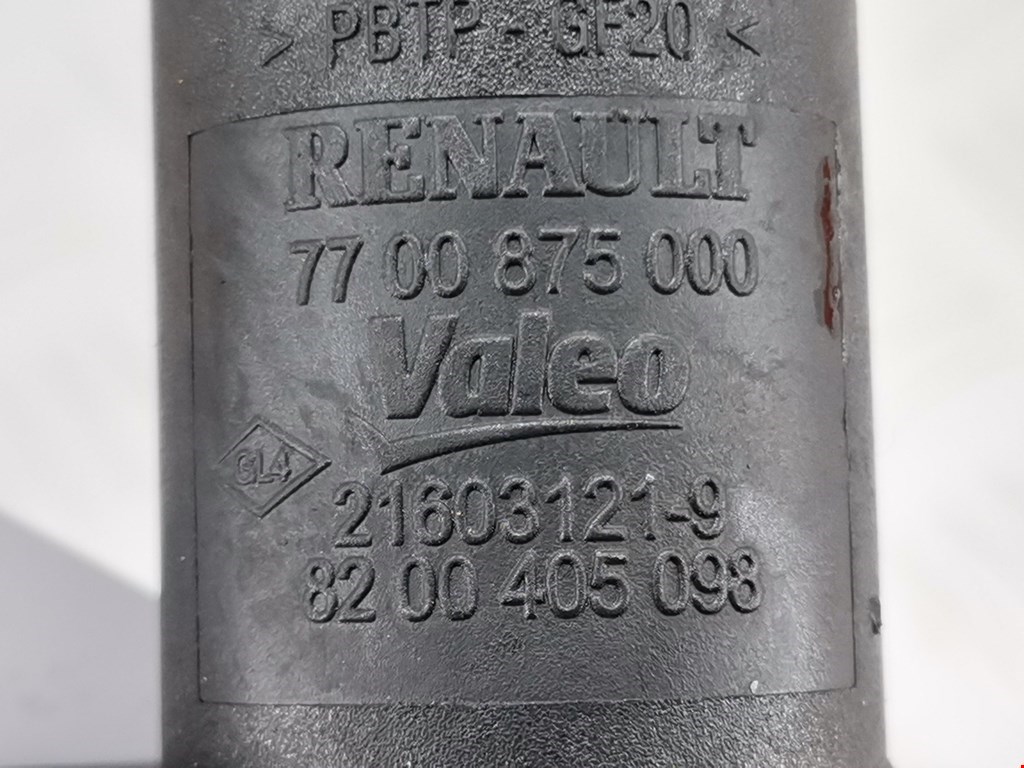 > PBTP - GF20 <
RENAULT
77 00 875 000
Valeo
GL4
21603121-9
82 00 405 098